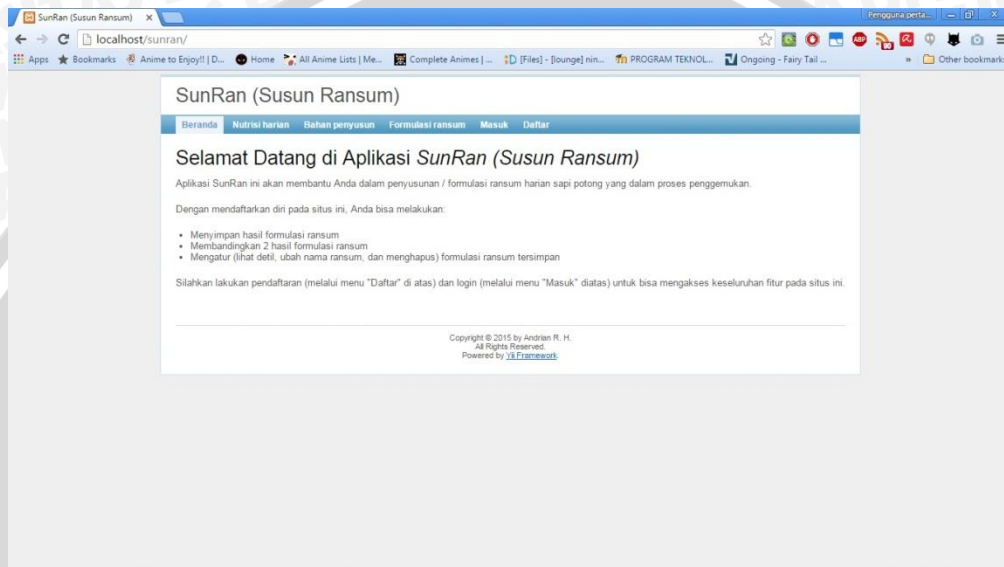 SunRan (Susun Ransum)
Pengguna perta...
localhost/sunran/
Apps Bookmarks Anime to Enjoy!! | D... Home All Anime Lists | Me... Complete Animes | ... [Files] - [lounge] nin... PROGRAM TEKNOL... Ongoing - Fairy Tail ... » Other bookmarks
SunRan (Susun Ransum)
Beranda Nutrisi harian Bahan penyusun Formulasi ransum Masuk Daftar
Selamat Datang di Aplikasi SunRan (Susun Ransum)
Aplikasi SunRan ini akan membantu Anda dalam penyusunan / formulasi ransum harian sapi potong yang dalam proses penggemukan.
Dengan mendaftarkan diri pada situs ini, Anda bisa melakukan:
• Menyimpan hasil formulasi ransum
• Membandingkan 2 hasil formulasi ransum
• Mengatur (lihat detil, ubah nama ransum, dan menghapus) formulasi ransum tersimpan
Silahkan lakukan pendaftaran (melalui menu "Daftar" di atas) dan login (melalui menu "Masuk" diatas) untuk bisa mengakses keseluruhan fitur pada situs ini.
Copyright © 2015 by Andrian R. H.
All Rights Reserved.
Powered by Yii Framework.